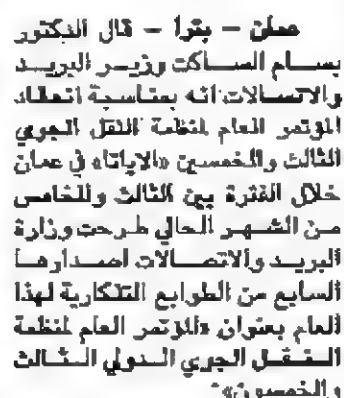 عمان - بترا - قال الدكتور
بسام الساكت وزير البريد
والاتصالات انه بمناسبة انعقاد
المؤتمر العام لمنظمة النقل الجوي
الثالث والخمسين «الاياتا» في عمان
خلال الفترة بين الثالث والخامس
من الشهر الحالي طرحت وزارة
البريد والاتصالات اصدارها
السابع من الطوابع التذكارية لهذا
العام بعنوان «المؤتمر العام لمنظمة
النقل الجوي الدولي الثالث
والخمسون».